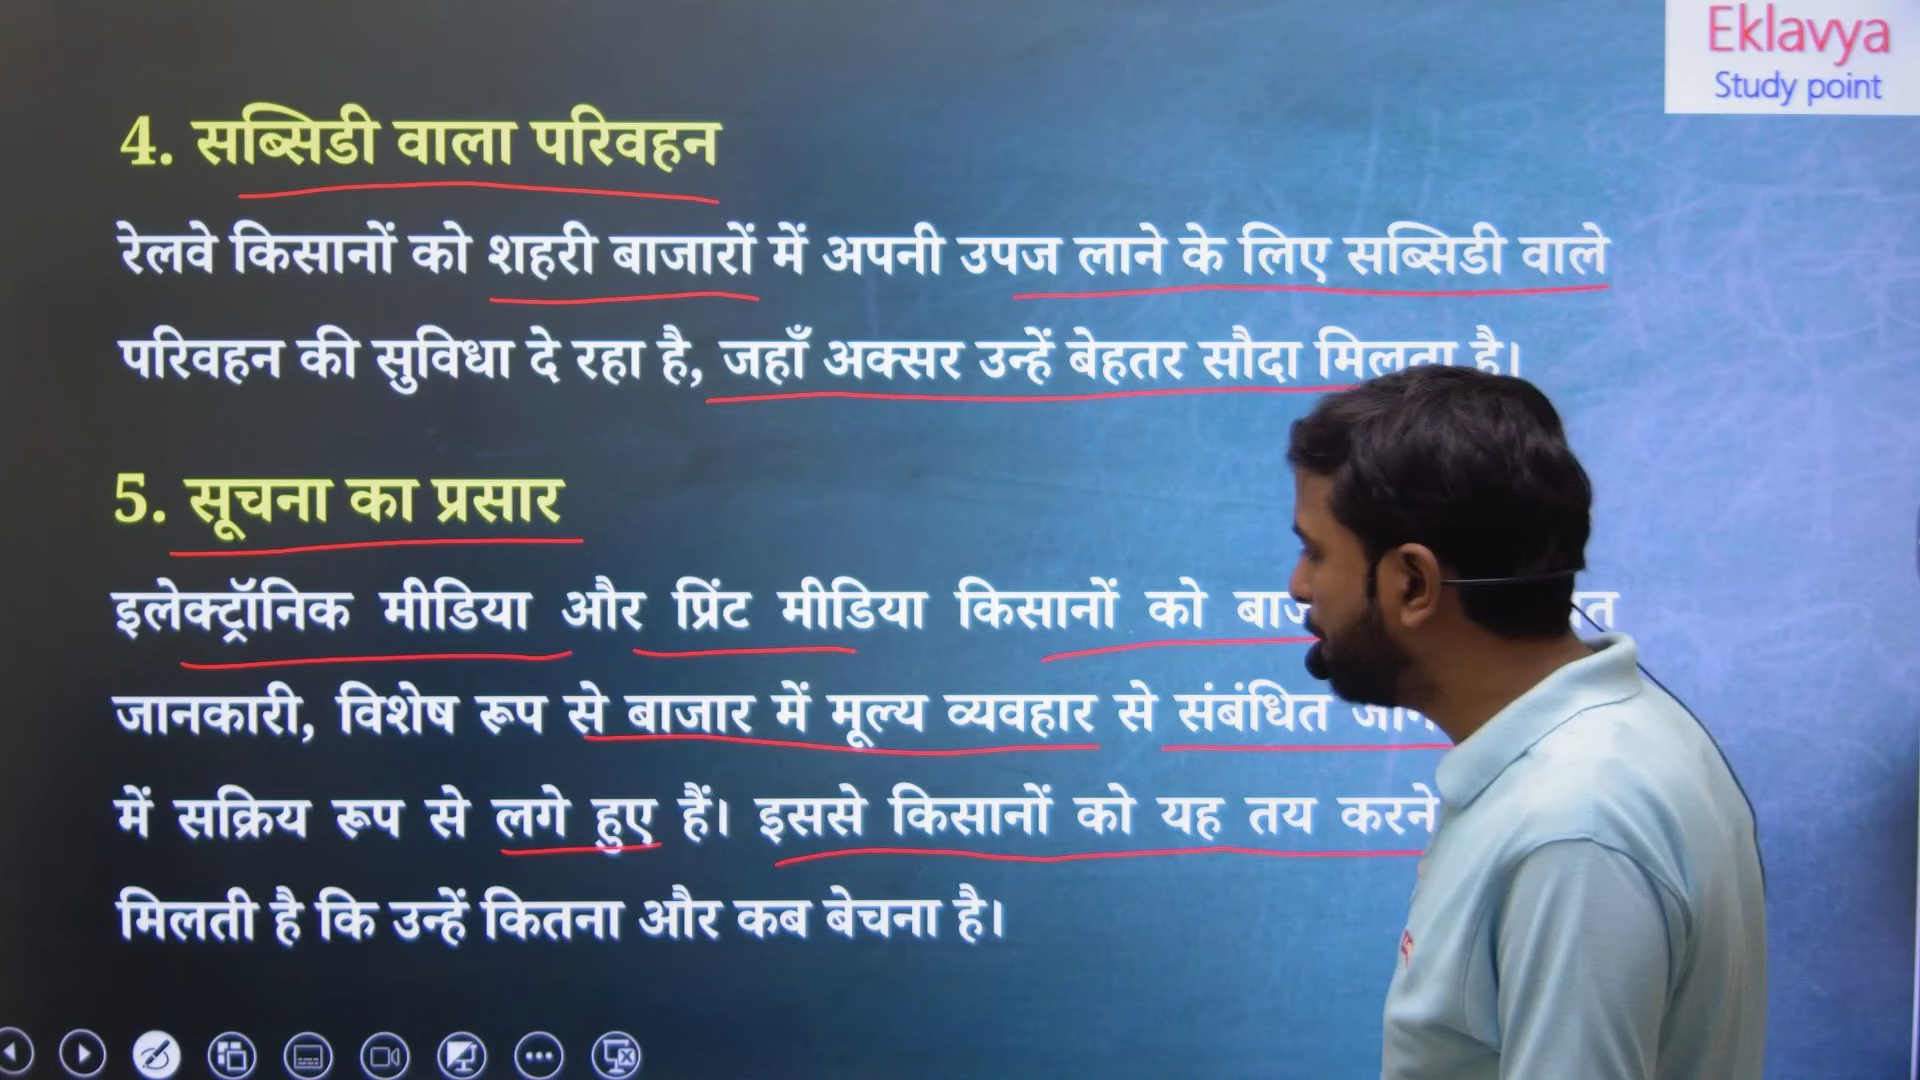 Eklavya
Study point
4. सब्सिडी वाला परिवहन
रेलवे किसानों को शहरी बाजारों में अपनी उपज लाने के लिए सब्सिडी वाले
परिवहन की सुविधा दे रहा है, जहाँ अक्सर उन्हें बेहतर सौदा मिलता है।
5. सूचना का प्रसार
इलेक्ट्रॉनिक मीडिया और प्रिंट मीडिया किसानों को
जानकारी, विशेष रूप से बाजार में मूल्य व्यवहार से संबंधित
में सक्रिय रूप से लगे हुए हैं। इससे किसानों को यह तय करने
मिलती है कि उन्हें कितना और कब बेचना है।